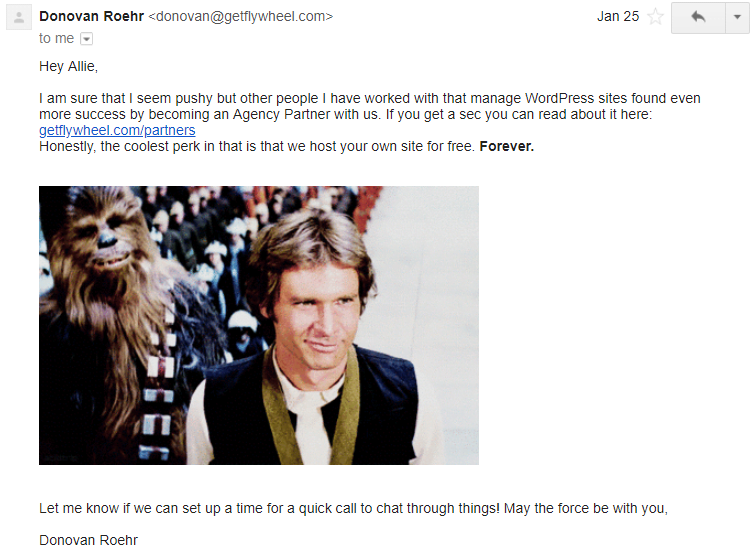 Donovan Roehr <donovan@getflywheel.com>
Jan 25
to me
Hey Allie,
I am sure that I seem pushy but other people I have worked with that manage WordPress sites found even
more success by becoming an Agency Partner with us. If you get a sec you can read about it here:
getflywheel.com/partners
Honestly, the coolest perk in that is that we host your own site for free. Forever.
Let me know if we can set up a time for a quick call to chat through things! May the force be with you,
Donovan Roehr